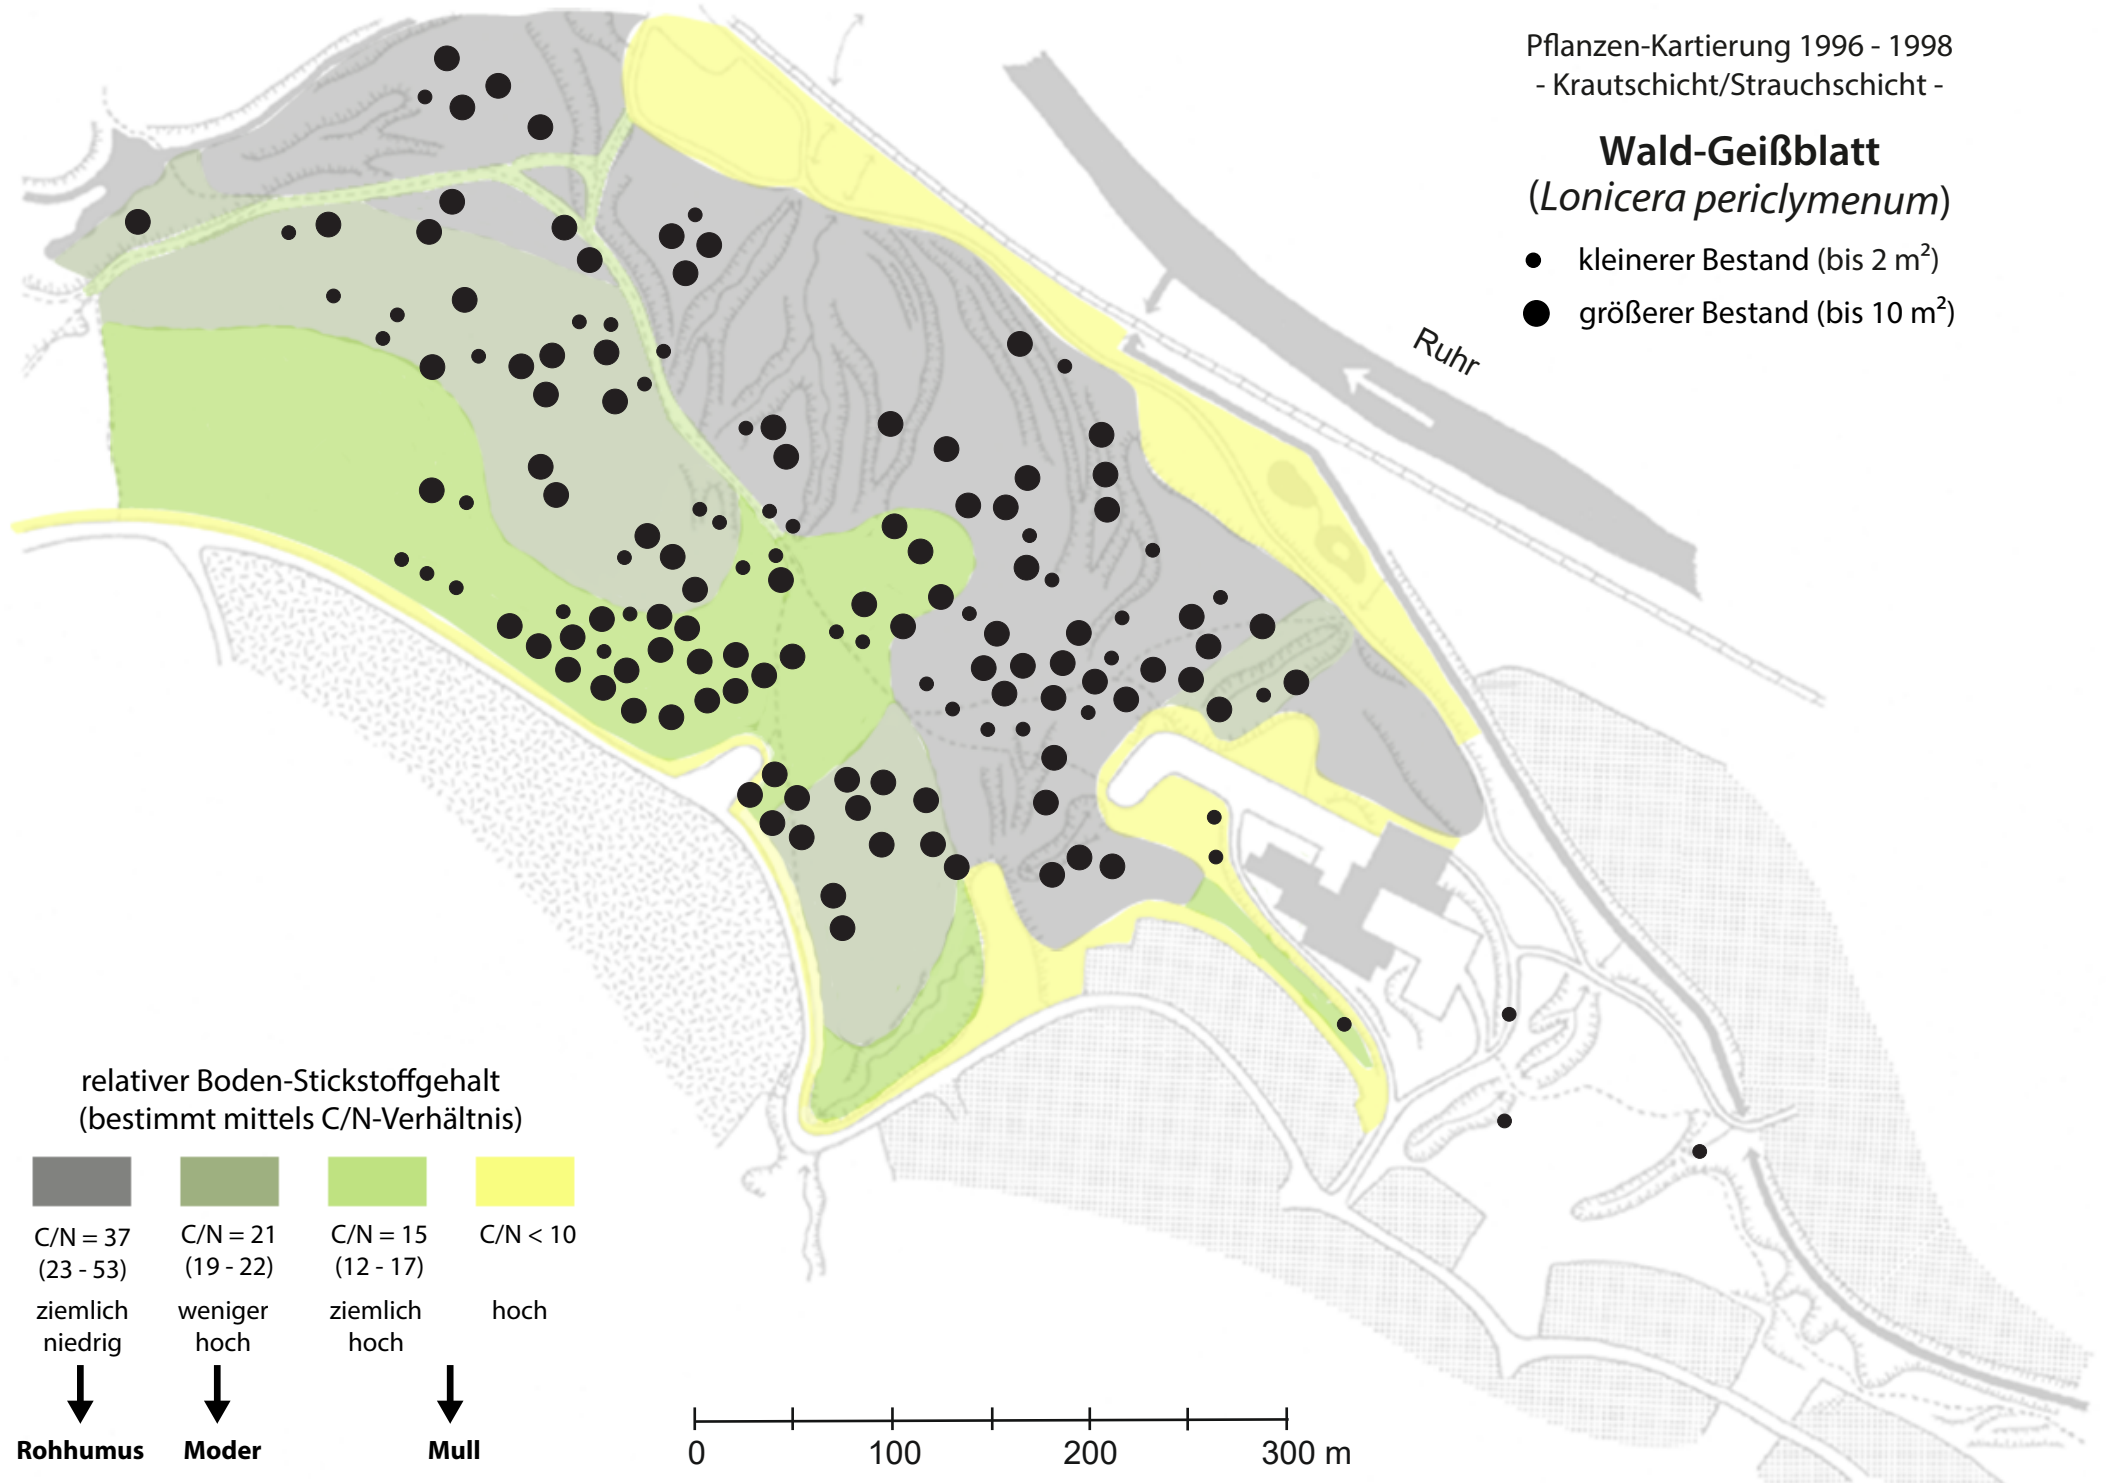 Pflanzen-Kartierung 1996 - 1998
- Krautschicht/Strauchschicht -
Wald-Geißblatt
(Lonicera periclymenum)
kleinerer Bestand (bis 2 m²)
größerer Bestand (bis 10 m²)
Ruhr
relativer Boden-Stickstoffgehalt
(bestimmt mittels C/N-Verhältnis)
C/N = 37 C/N = 21 C/N = 15 C/N < 10
(23 - 53) (19 - 22) (12 - 17)
ziemlich weniger ziemlich hoch
niedrig hoch hoch
Rohhumus Moder Mull
0 100 200 300 m